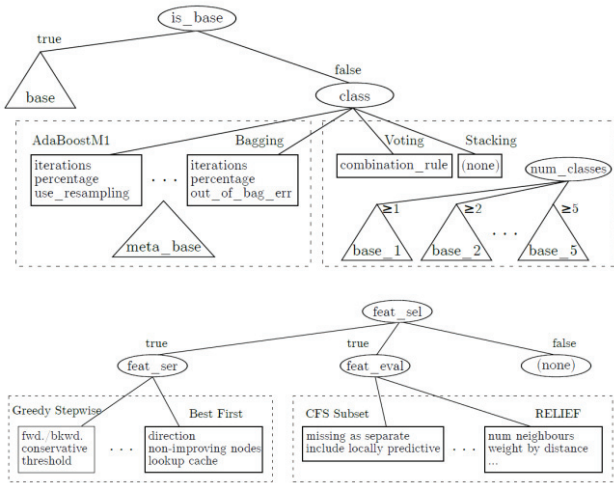 is_base
true
false
base
class
AdaBoostM1
Bagging
Voting
Stacking
iterations
percentage
use_resampling
. . .
iterations
percentage
out_of_bag_err
combination_rule
(none)
num_classes
meta_base
≥1
≥2
≥5
base_1
base_2
. . .
base_5
feat_sel
true
true
false
feat_ser
feat_eval
(none)
Greedy Stepwise
Best First
CFS Subset
RELIEF
fwd./bkwd.
conservative
threshold
. . .
direction
non-improving nodes
lookup cache
missing as separate
include locally predictive
. . .
num neighbours
weight by distance
...